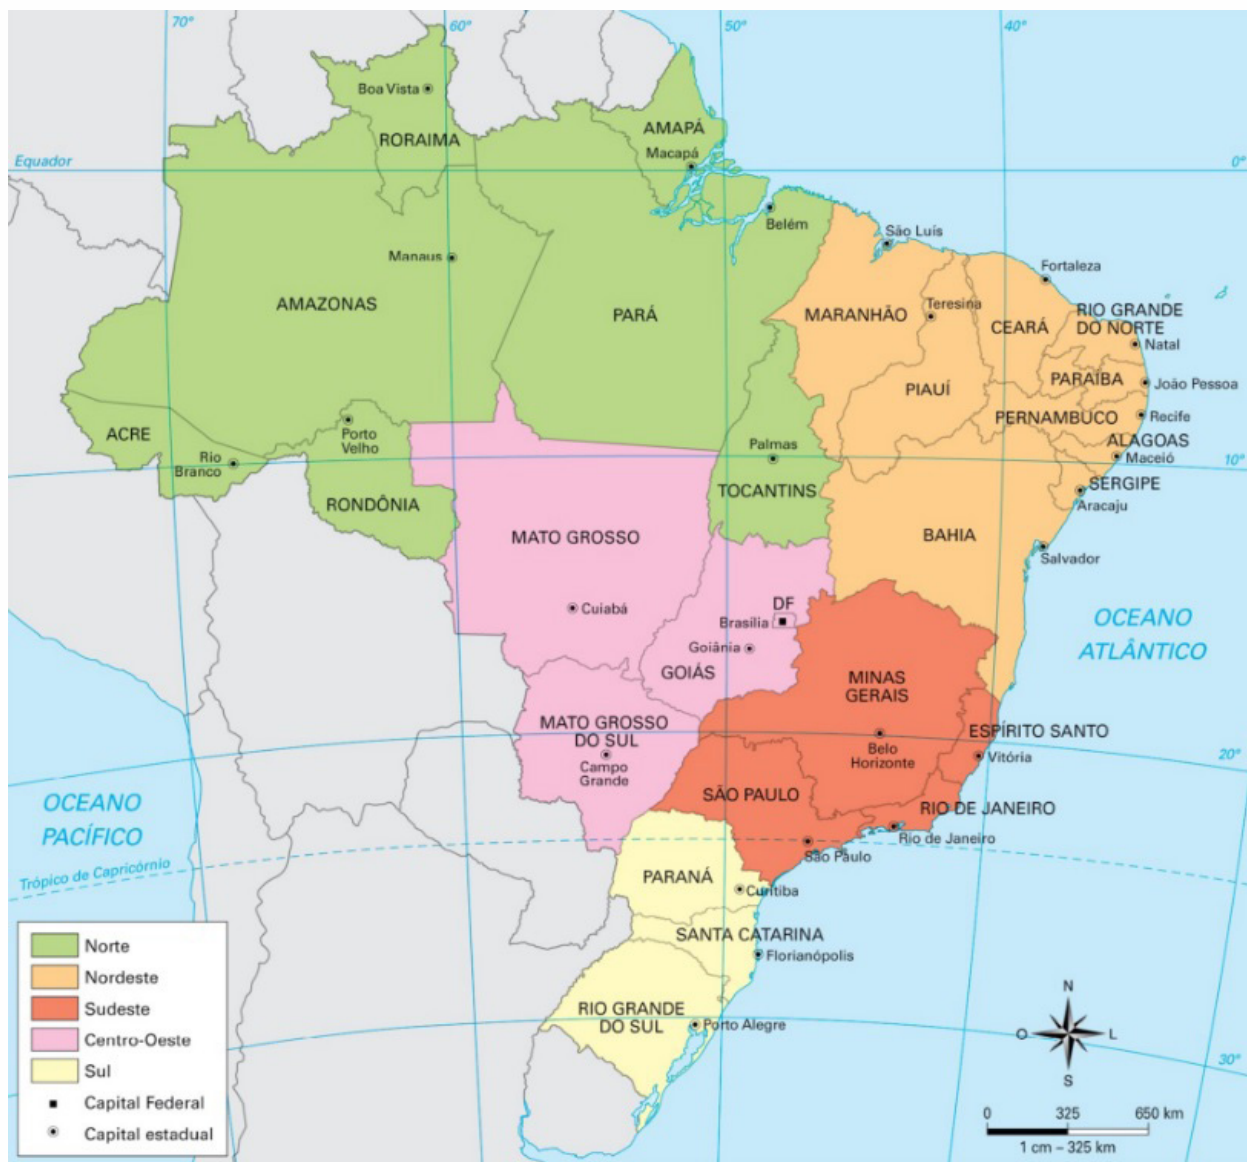 70°
60°
50°
40°
Boa Vista
RORAIMA
AMAPÁ
Macapá
Equador
0°
Belém
São Luís
Manaus
Fortaleza
AMAZONAS
PARÁ
MARANHÃO
Teresina
CEARÁ
RIO GRANDE
DO NORTE
Natal
PIAUÍ
PARAÍBA
João Pessoa
PERNAMBUCO
Recife
ACRE
Porto
Velho
Rio
Branco
Palmas
ALAGOAS
Maceió
10°
TOCANTINS
SERGIPE
Aracaju
RONDÔNIA
MATO GROSSO
BAHIA
Salvador
Cuiabá
DF
Brasília
Goiânia
GOIÁS
OCEANO
ATLÂNTICO
MINAS
GERAIS
MATO GROSSO
DO SUL
Campo
Grande
ESPÍRITO SANTO
Belo
Horizonte
Vitória
20°
OCEANO
PACÍFICO
SÃO PAULO
RIO DE JANEIRO
Rio de Janeiro
São Paulo
Trópico de Capricórnio
PARANÁ
Curitiba
SANTA CATARINA
Florianópolis
RIO GRANDE
DO SUL
Porto Alegre
Norte
Nordeste
Sudeste
Centro-Oeste
Sul
Capital Federal
Capital estadual
N
O
L
S
30°
0 325 650 km
1 cm – 325 km